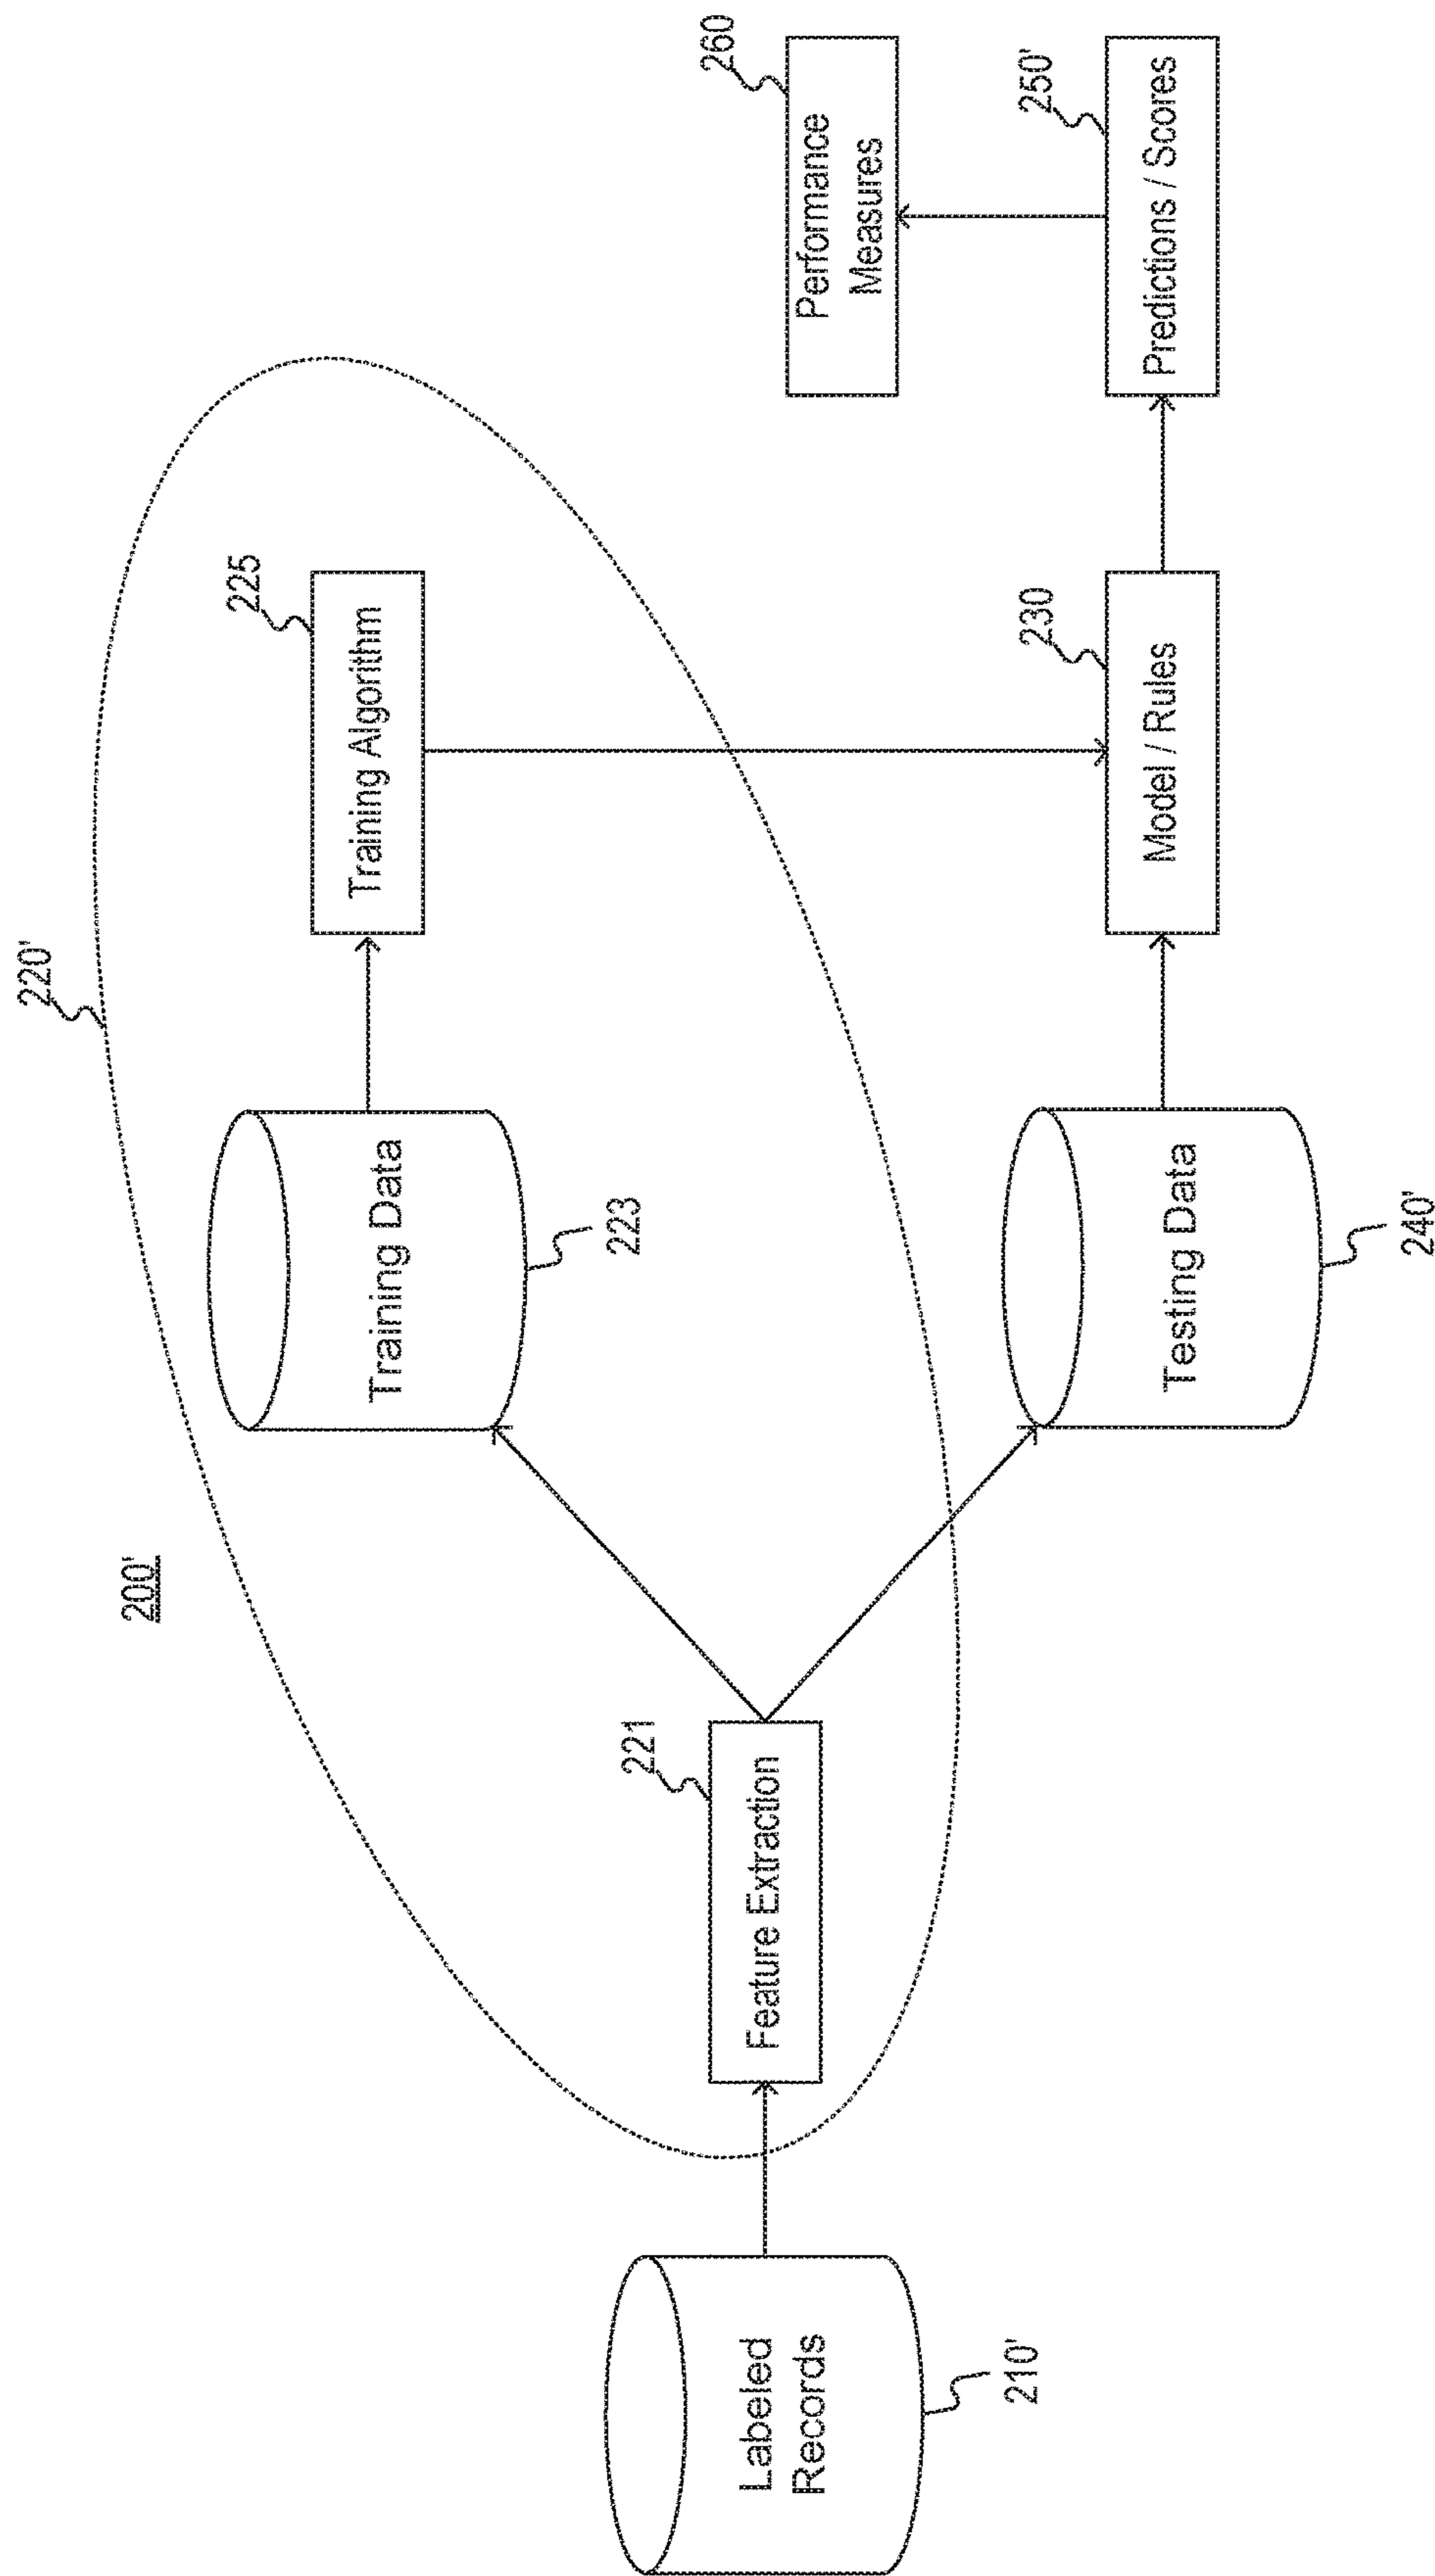 200'
220'
Labeled
Records
210'
Feature Extraction
221
Training Data
223
Training Algorithm
225
Testing Data
240'
Model / Rules
230
Predictions / Scores
250'
Performance
Measures
260